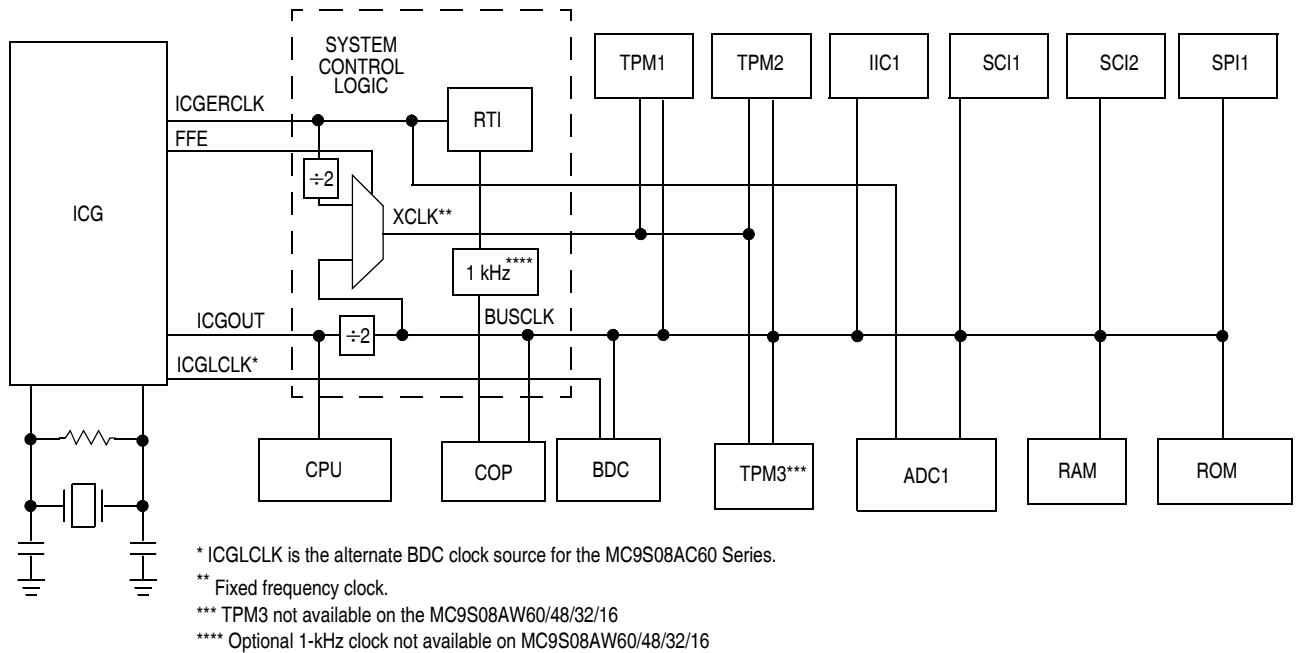 SYSTEM
CONTROL
LOGIC
TPM1
TPM2
IIC1
SCI1
SCI2
SPI1
ICGERCLK
RTI
FFE
÷2
ICG
XCLK**
1 kHz****
ICGOUT
÷2
BUSCLK
ICGLCLK*
CPU
COP
BDC
TPM3***
ADC1
RAM
ROM
* ICGLCLK is the alternate BDC clock source for the MC9S08AC60 Series.
** Fixed frequency clock.
*** TPM3 not available on the MC9S08AW60/48/32/16
**** Optional 1-kHz clock not available on MC9S08AW60/48/32/16